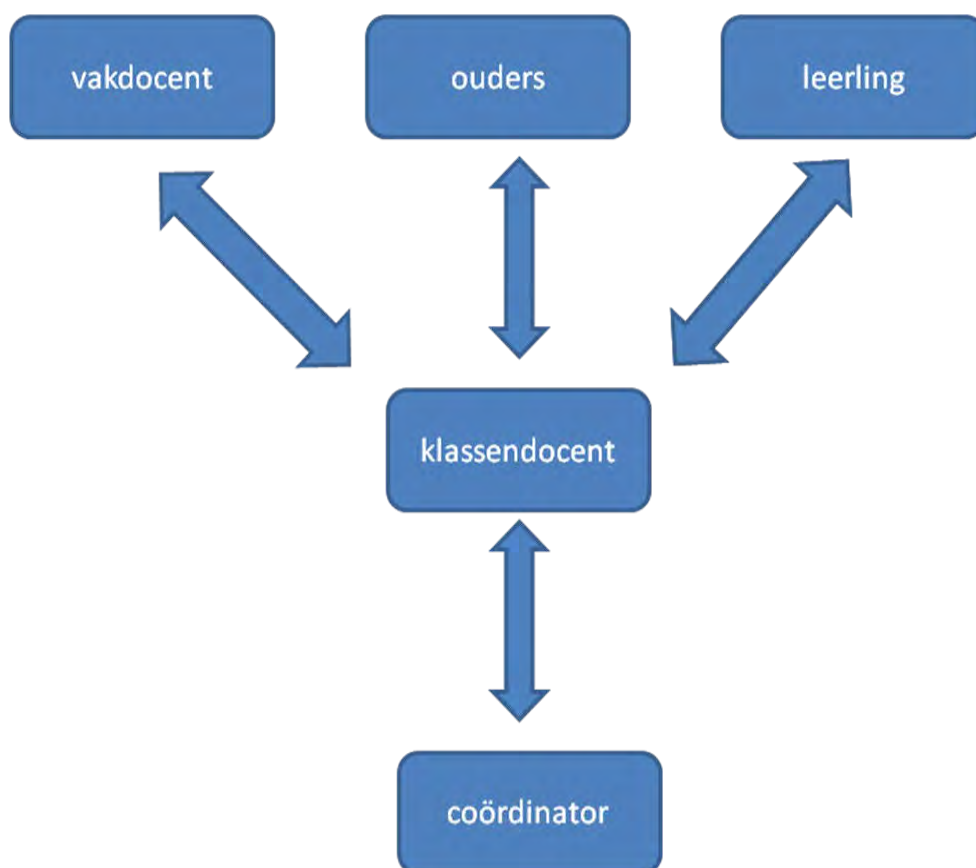 vakdocent
ouders
leerling
klassendocent
coördinator